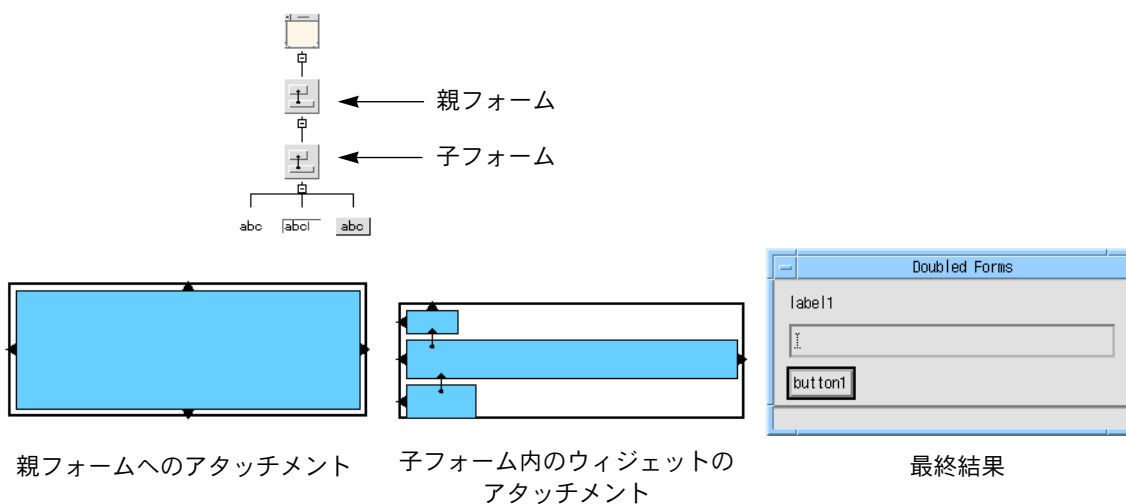 親フォーム
子フォーム
abc
abc
abc
Doubled Forms
label1
button1
親フォームへのアタッチメント
子フォーム内のウィジェットの
アタッチメント
最終結果